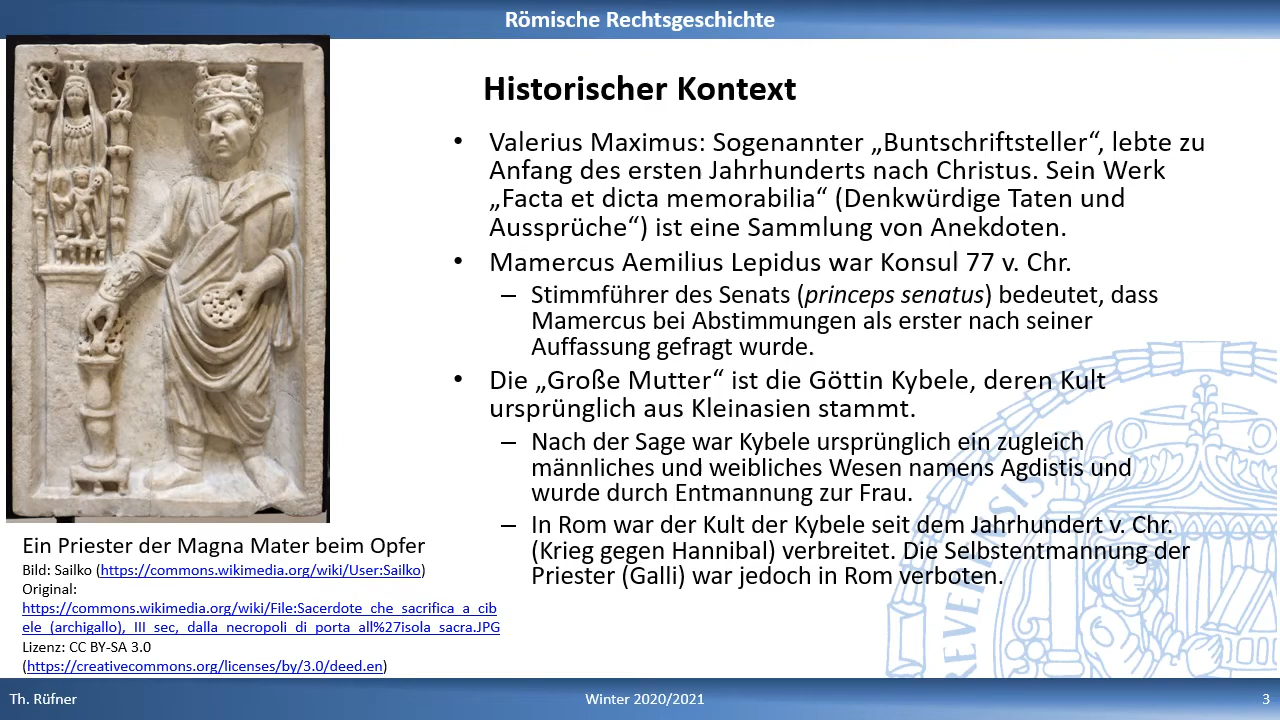 Römische Rechtsgeschichte
Historischer Kontext
• Valerius Maximus: Sogenannter „Buntschriftsteller“, lebte zu
Anfang des ersten Jahrhunderts nach Christus. Sein Werk
„Facta et dicta memorabilia“ (Denkwürdige Taten und
Aussprüche“) ist eine Sammlung von Anekdoten.
• Mamercus Aemilius Lepidus war Konsul 77 v. Chr.
– Stimmführer des Senats (princeps senatus) bedeutet, dass
Mamercus bei Abstimmungen als erster nach seiner
Auffassung gefragt wurde.
• Die „Große Mutter“ ist die Göttin Kybele, deren Kult
ursprünglich aus Kleinasien stammt.
– Nach der Sage war Kybele ursprünglich ein zugleich
männliches und weibliches Wesen namens Agdistis und
wurde durch Entmannung zur Frau.
– In Rom war der Kult der Kybele seit dem Jahrhundert v. Chr.
(Krieg gegen Hannibal) verbreitet. Die Selbstentmannung der
Priester (Galli) war jedoch in Rom verboten.
Ein Priester der Magna Mater beim Opfer
Bild: Sailko (https://commons.wikimedia.org/wiki/User:Sailko)
Original:
https://commons.wikimedia.org/wiki/File:Sacerdote_che_sacrifica_a_cib
ele_(archigallo),_III_sec,_dalla_necropoli_di_porta_all%27isola_sacra.JPG
Lizenz: CC BY-SA 3.0
(https://creativecommons.org/licenses/by/3.0/deed.en)
REVERENSIS
Th. Rüfner
Winter 2020/2021
3